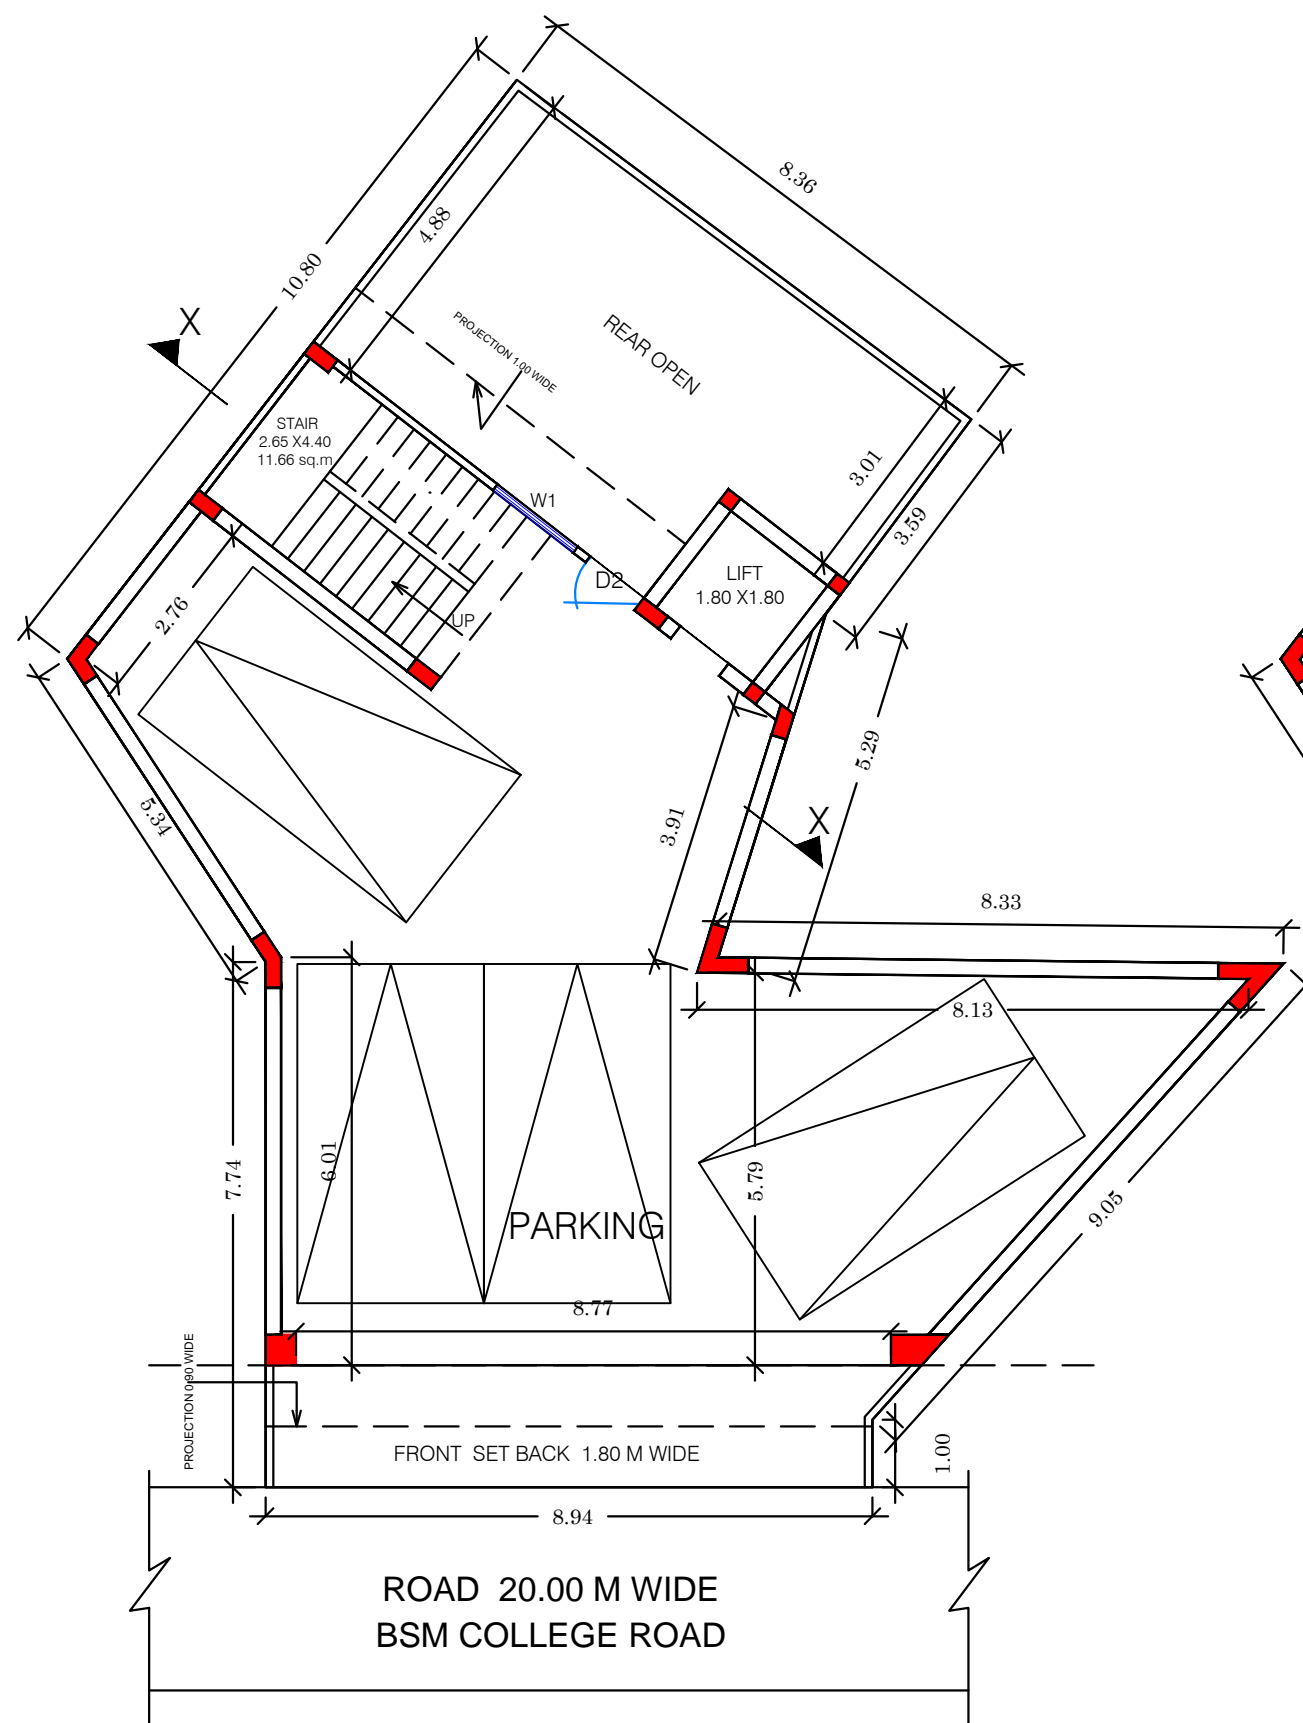 8.36
4.88
10.80
X
PROJECTION 1.00 WIDE
REAR OPEN
STAIR
2.65 X4.40
11.66 sq.m
3.01
3.59
W1
D2
LIFT
1.80 X1.80
UP
2.76
5.34
3.91
5.29
X
8.33
8.13
7.74
6.01
5.79
9.05
PARKING
8.77
PROJECTION 0.90 WIDE
FRONT SET BACK 1.80 M WIDE
1.00
8.94
ROAD 20.00 M WIDE
BSM COLLEGE ROAD